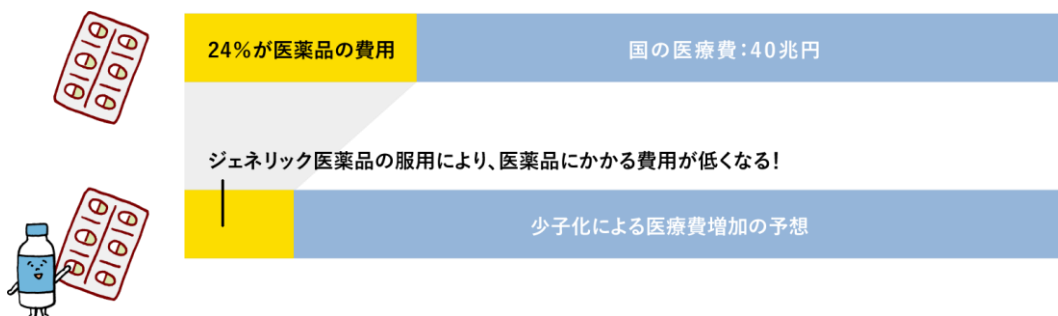 24%が医薬品の費用
国の医療費：40兆円
ジェネリック医薬品の服用により、医薬品にかかる費用が低くなる！
少子化による医療費増加の予想